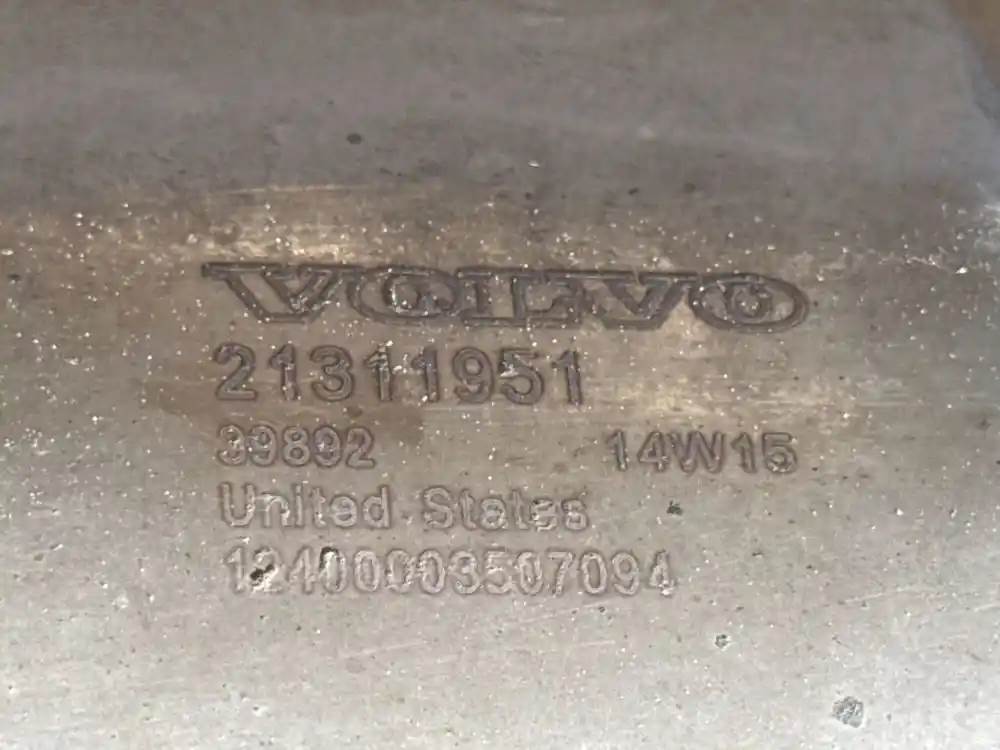 VOLVO
21311951
39892 14W15
United States
12400003507094